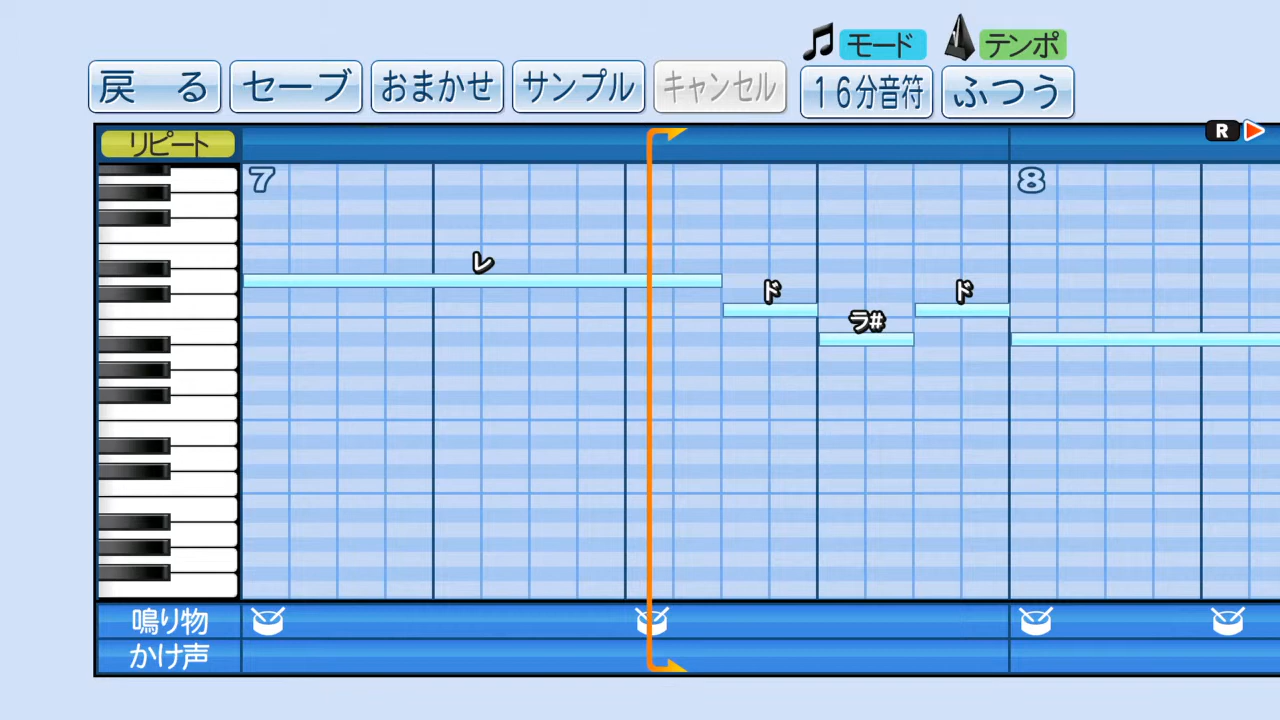 モード テンポ
戻る セーブ おまかせ サンプル キャンセル 16分音符 ふつう
リピート R
7 8
レ
ド ド
ラ#
鳴り物
かけ声